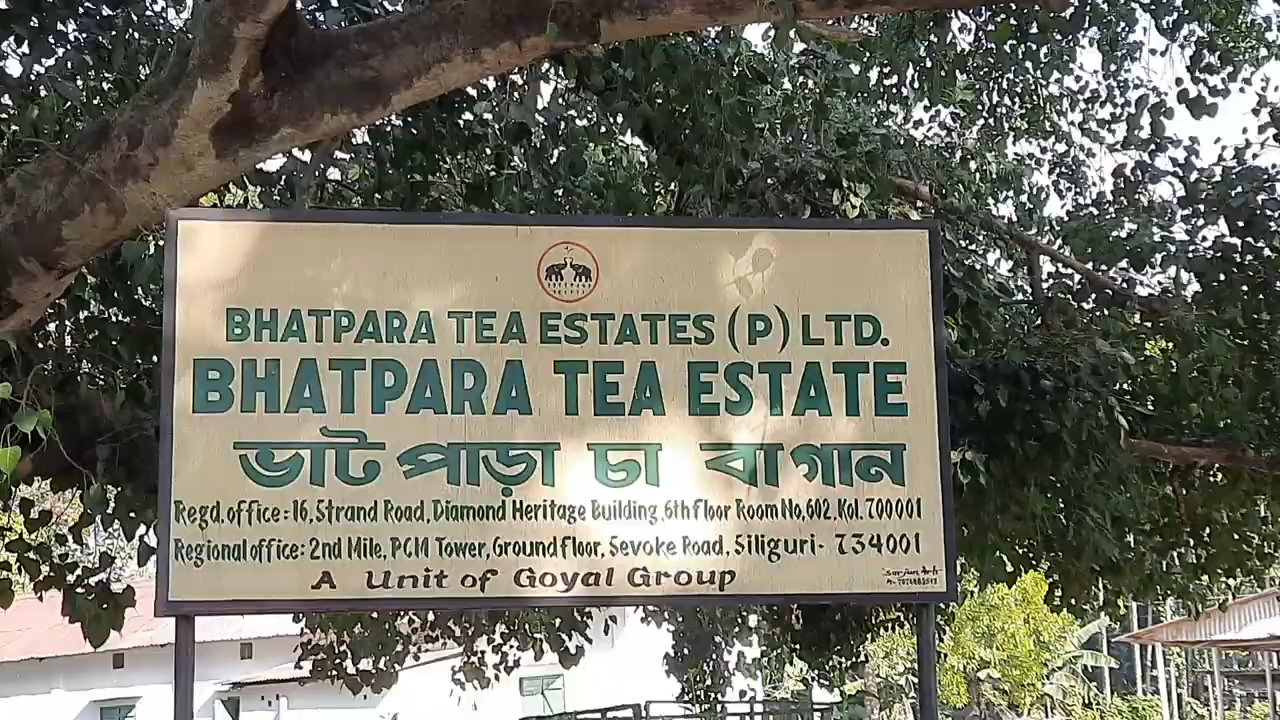 BHATPARA TEA ESTATES (P) LTD.
BHATPARA TEA ESTATE
ভাটপাড়া চা বাগান
Regd. office:-16, Strand Road, Diamond Heritage Building, 6th floor Room No, 602, Kol. 700001
Regional office: 2nd Mile, PCM Tower, Ground floor, Sevoke Road, Siliguri- 734001
A Unit of Goyal Group